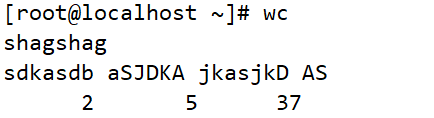 [root@localhost ~]# wc
shagshag
sdkasdb aSJDKA jkasjkD AS
2 5 37